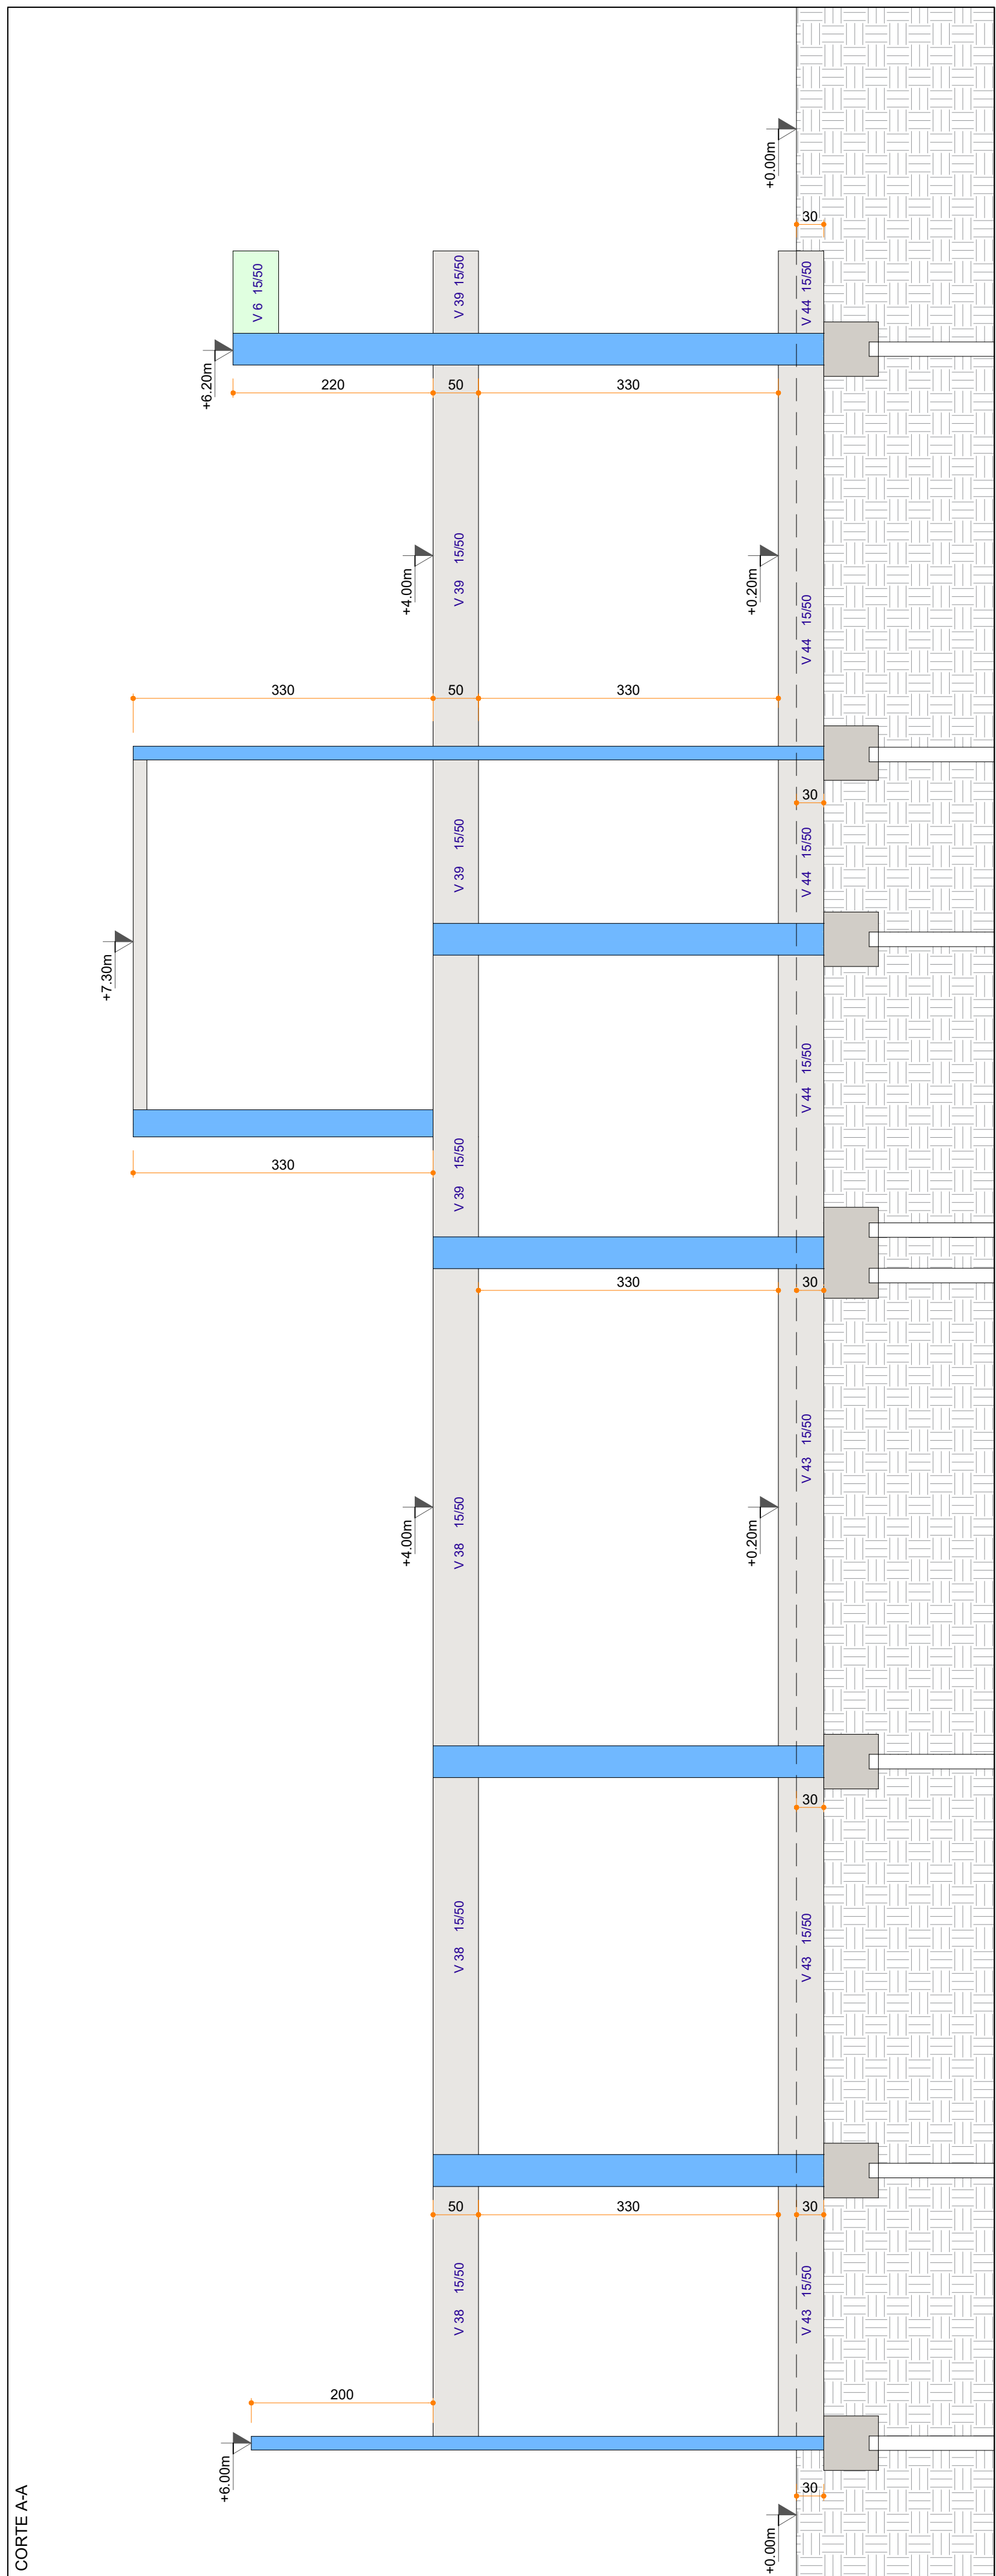 CORTE A-A
+7.30m
330
330
+6.20m
V 6 15/50
220
200
+6.00m
+4.00m
+4.00m
50
50
50
V 38 15/50
V 38 15/50
V 38 15/50
V 39 15/50
V 39 15/50
V 39 15/50
V 39 15/50
330
330
330
330
+0.20m
+0.20m
V 43 15/50
V 43 15/50
V 43 15/50
V 44 15/50
V 44 15/50
V 44 15/50
V 44 15/50
30
30
30
30
30
30
+0.00m
+0.00m